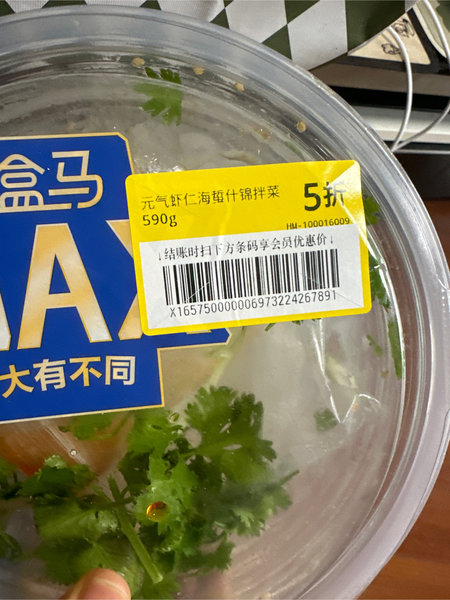 盒马
MAX
大有不同
元气虾仁海蜇什锦拌菜
590g
5折
HM-100016009
↓结账时扫下方条码享会员优惠价↓
X165750000006973224267891